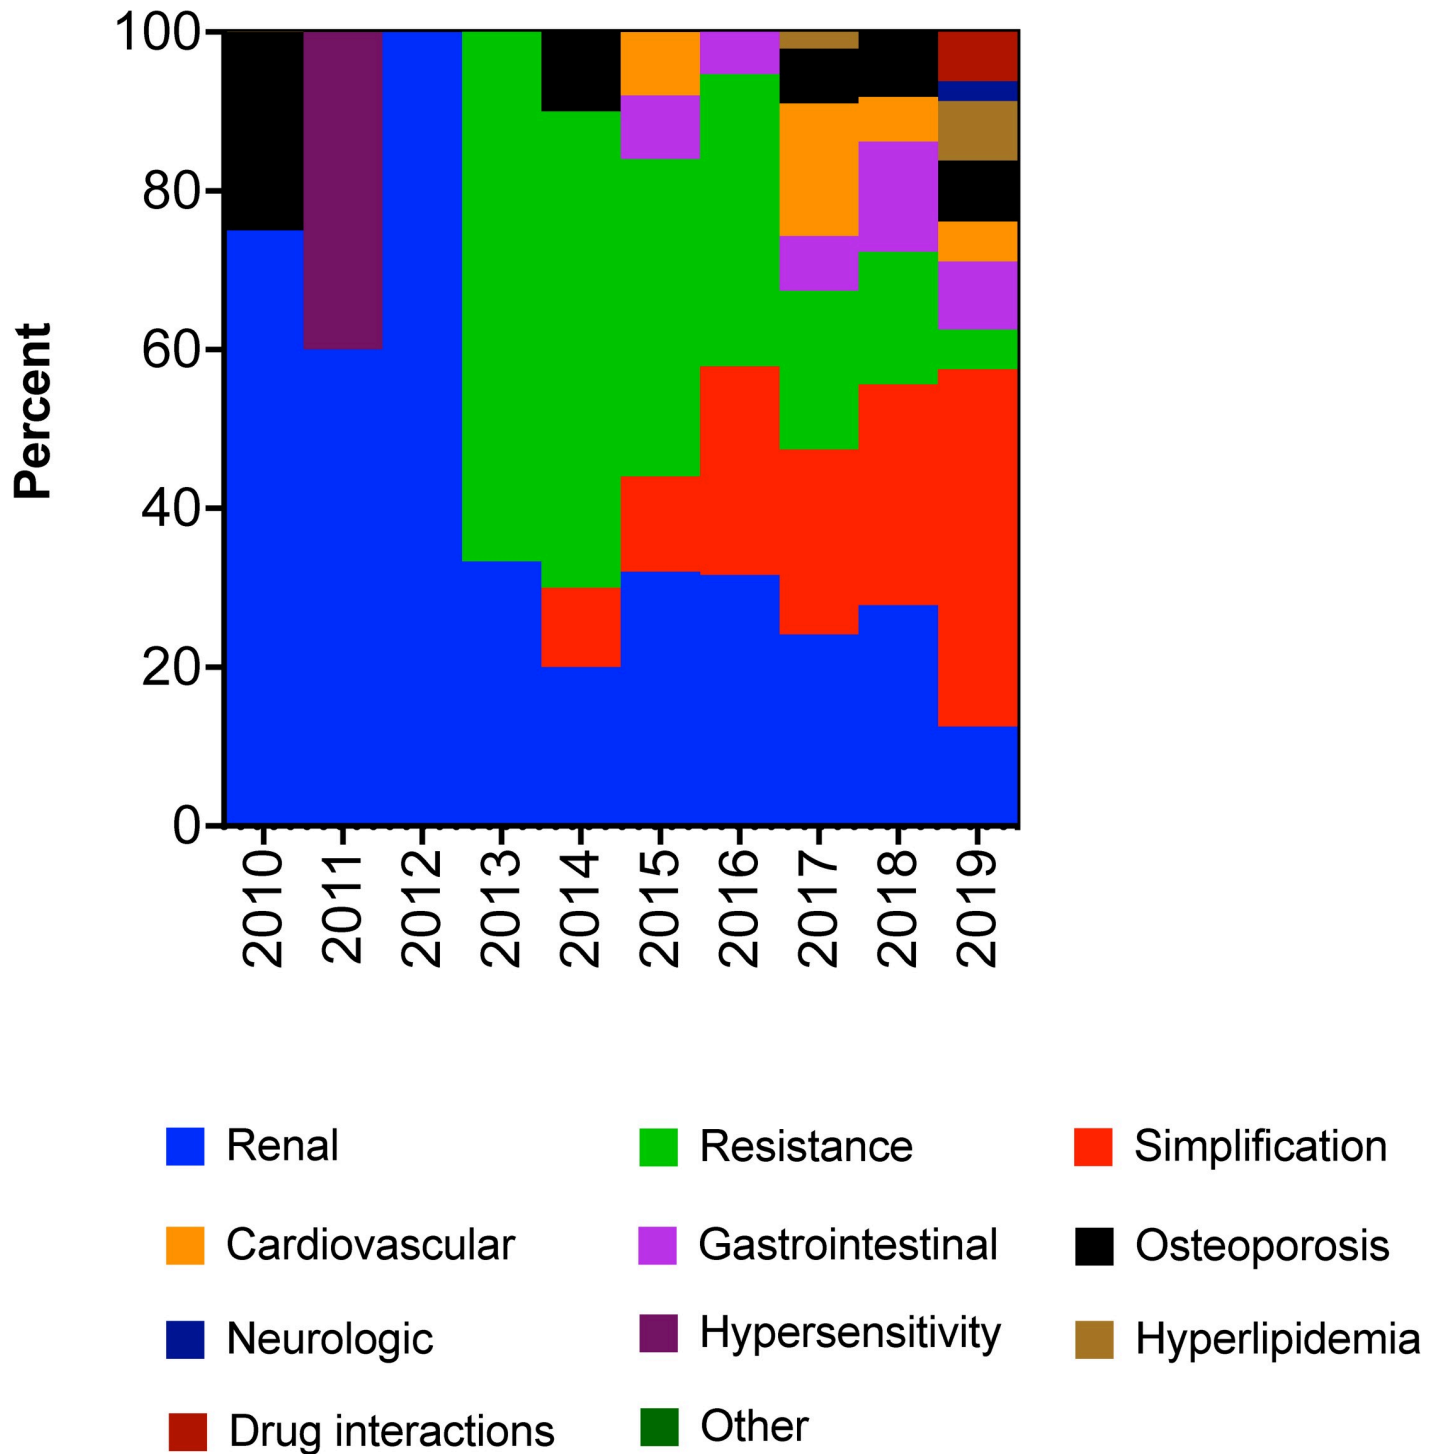 100
80
60
40
20
0
Percent
2010 2011 2012 2013 2014 2015 2016 2017 2018 2019
Renal Resistance Simplification
Cardiovascular Gastrointestinal Osteoporosis
Neurologic Hypersensitivity Hyperlipidemia
Drug interactions Other